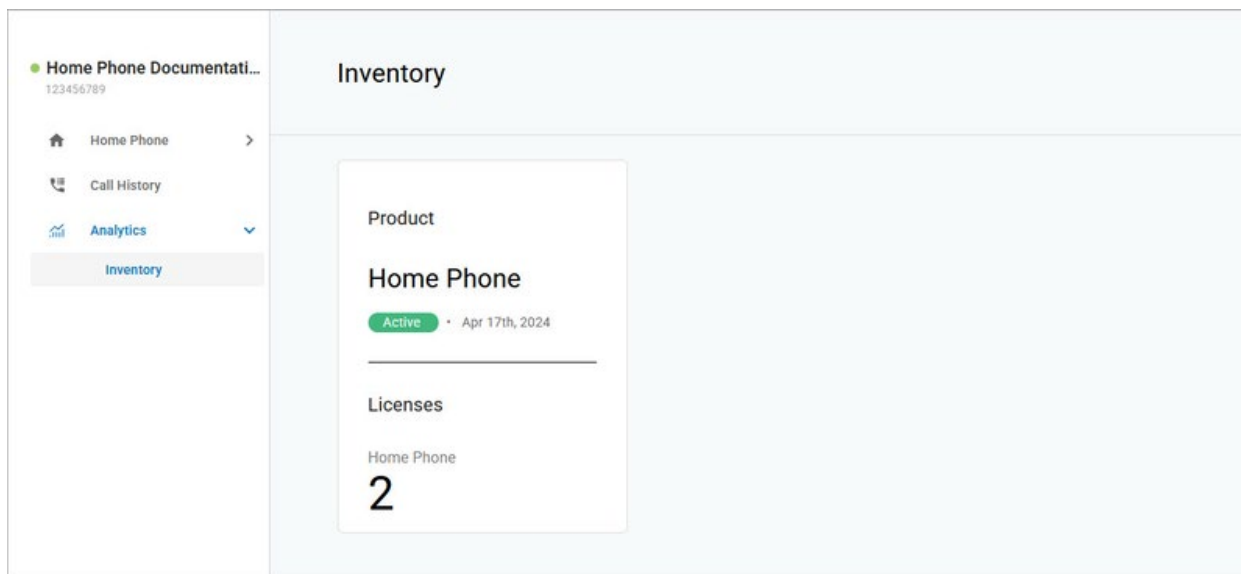 Home Phone Documentati...
123456789
Home Phone
Call History
Analytics
Inventory
Inventory
Product
Home Phone
Active • Apr 17th, 2024
Licenses
Home Phone
2